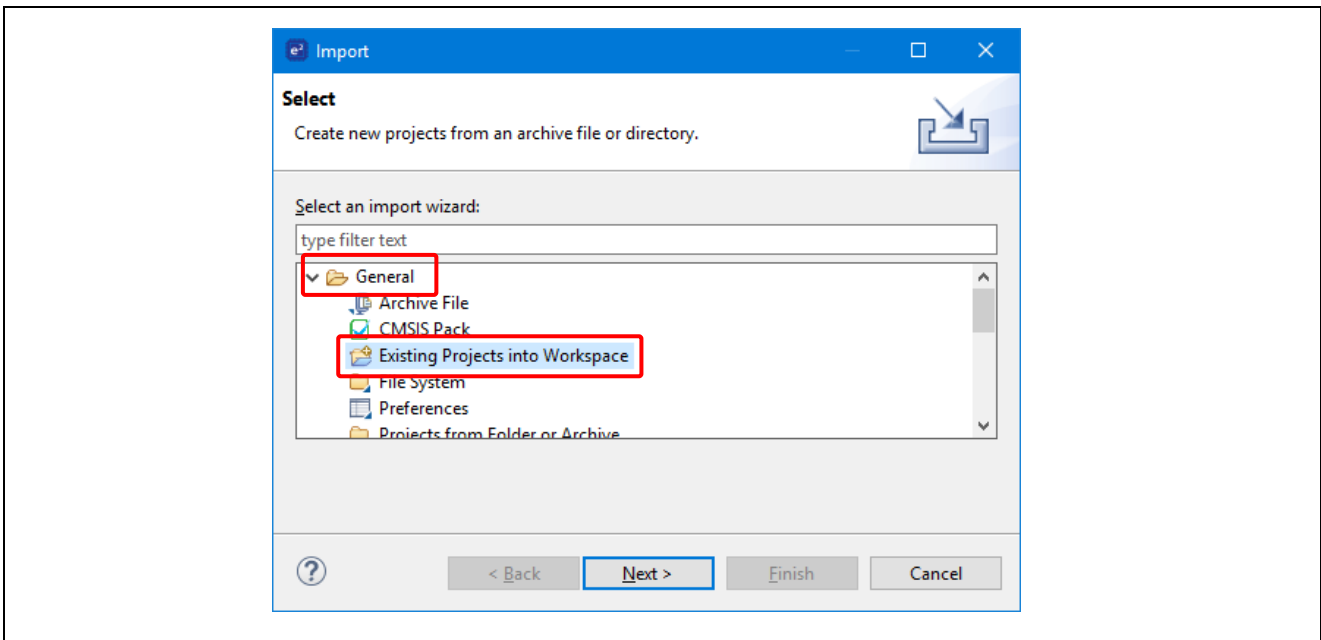 e² Import
Select
Create new projects from an archive file or directory.
Select an import wizard:
type filter text
General
Archive File
CMSIS Pack
Existing Projects into Workspace
File System
Preferences
Projects from Folder or Archive
? < Back Next > Finish Cancel